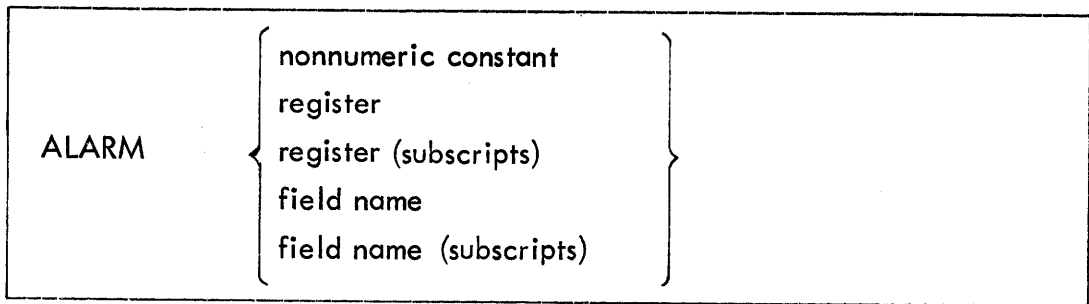 nonnumeric constant
register
ALARM register (subscripts)
field name
field name (subscripts)